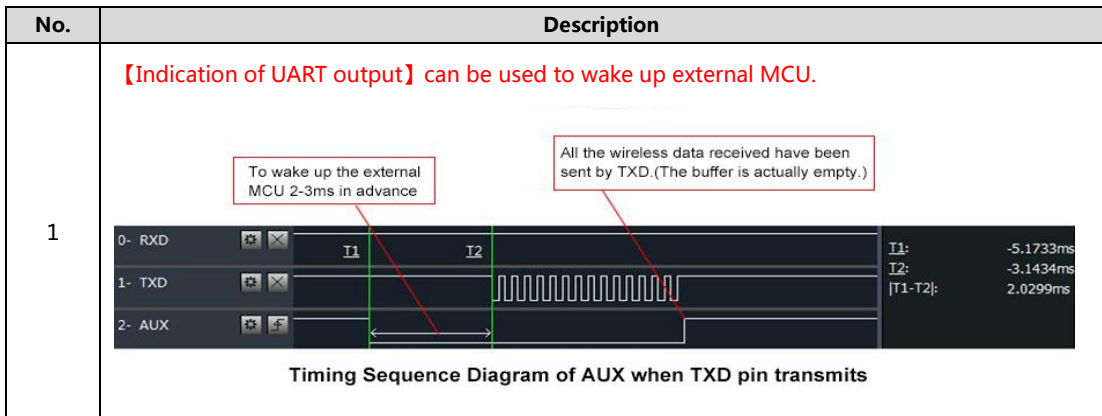 No.
Description
【Indication of UART output】can be used to wake up external MCU.
To wake up the external
MCU 2-3ms in advance
All the wireless data received have been
sent by TXD.(The buffer is actually empty.)
1
0- RXD
T1
T2
T1: -5.1733ms
T2: -3.1434ms
|T1-T2|: 2.0299ms
1- TXD
2- AUX
Timing Sequence Diagram of AUX when TXD pin transmits